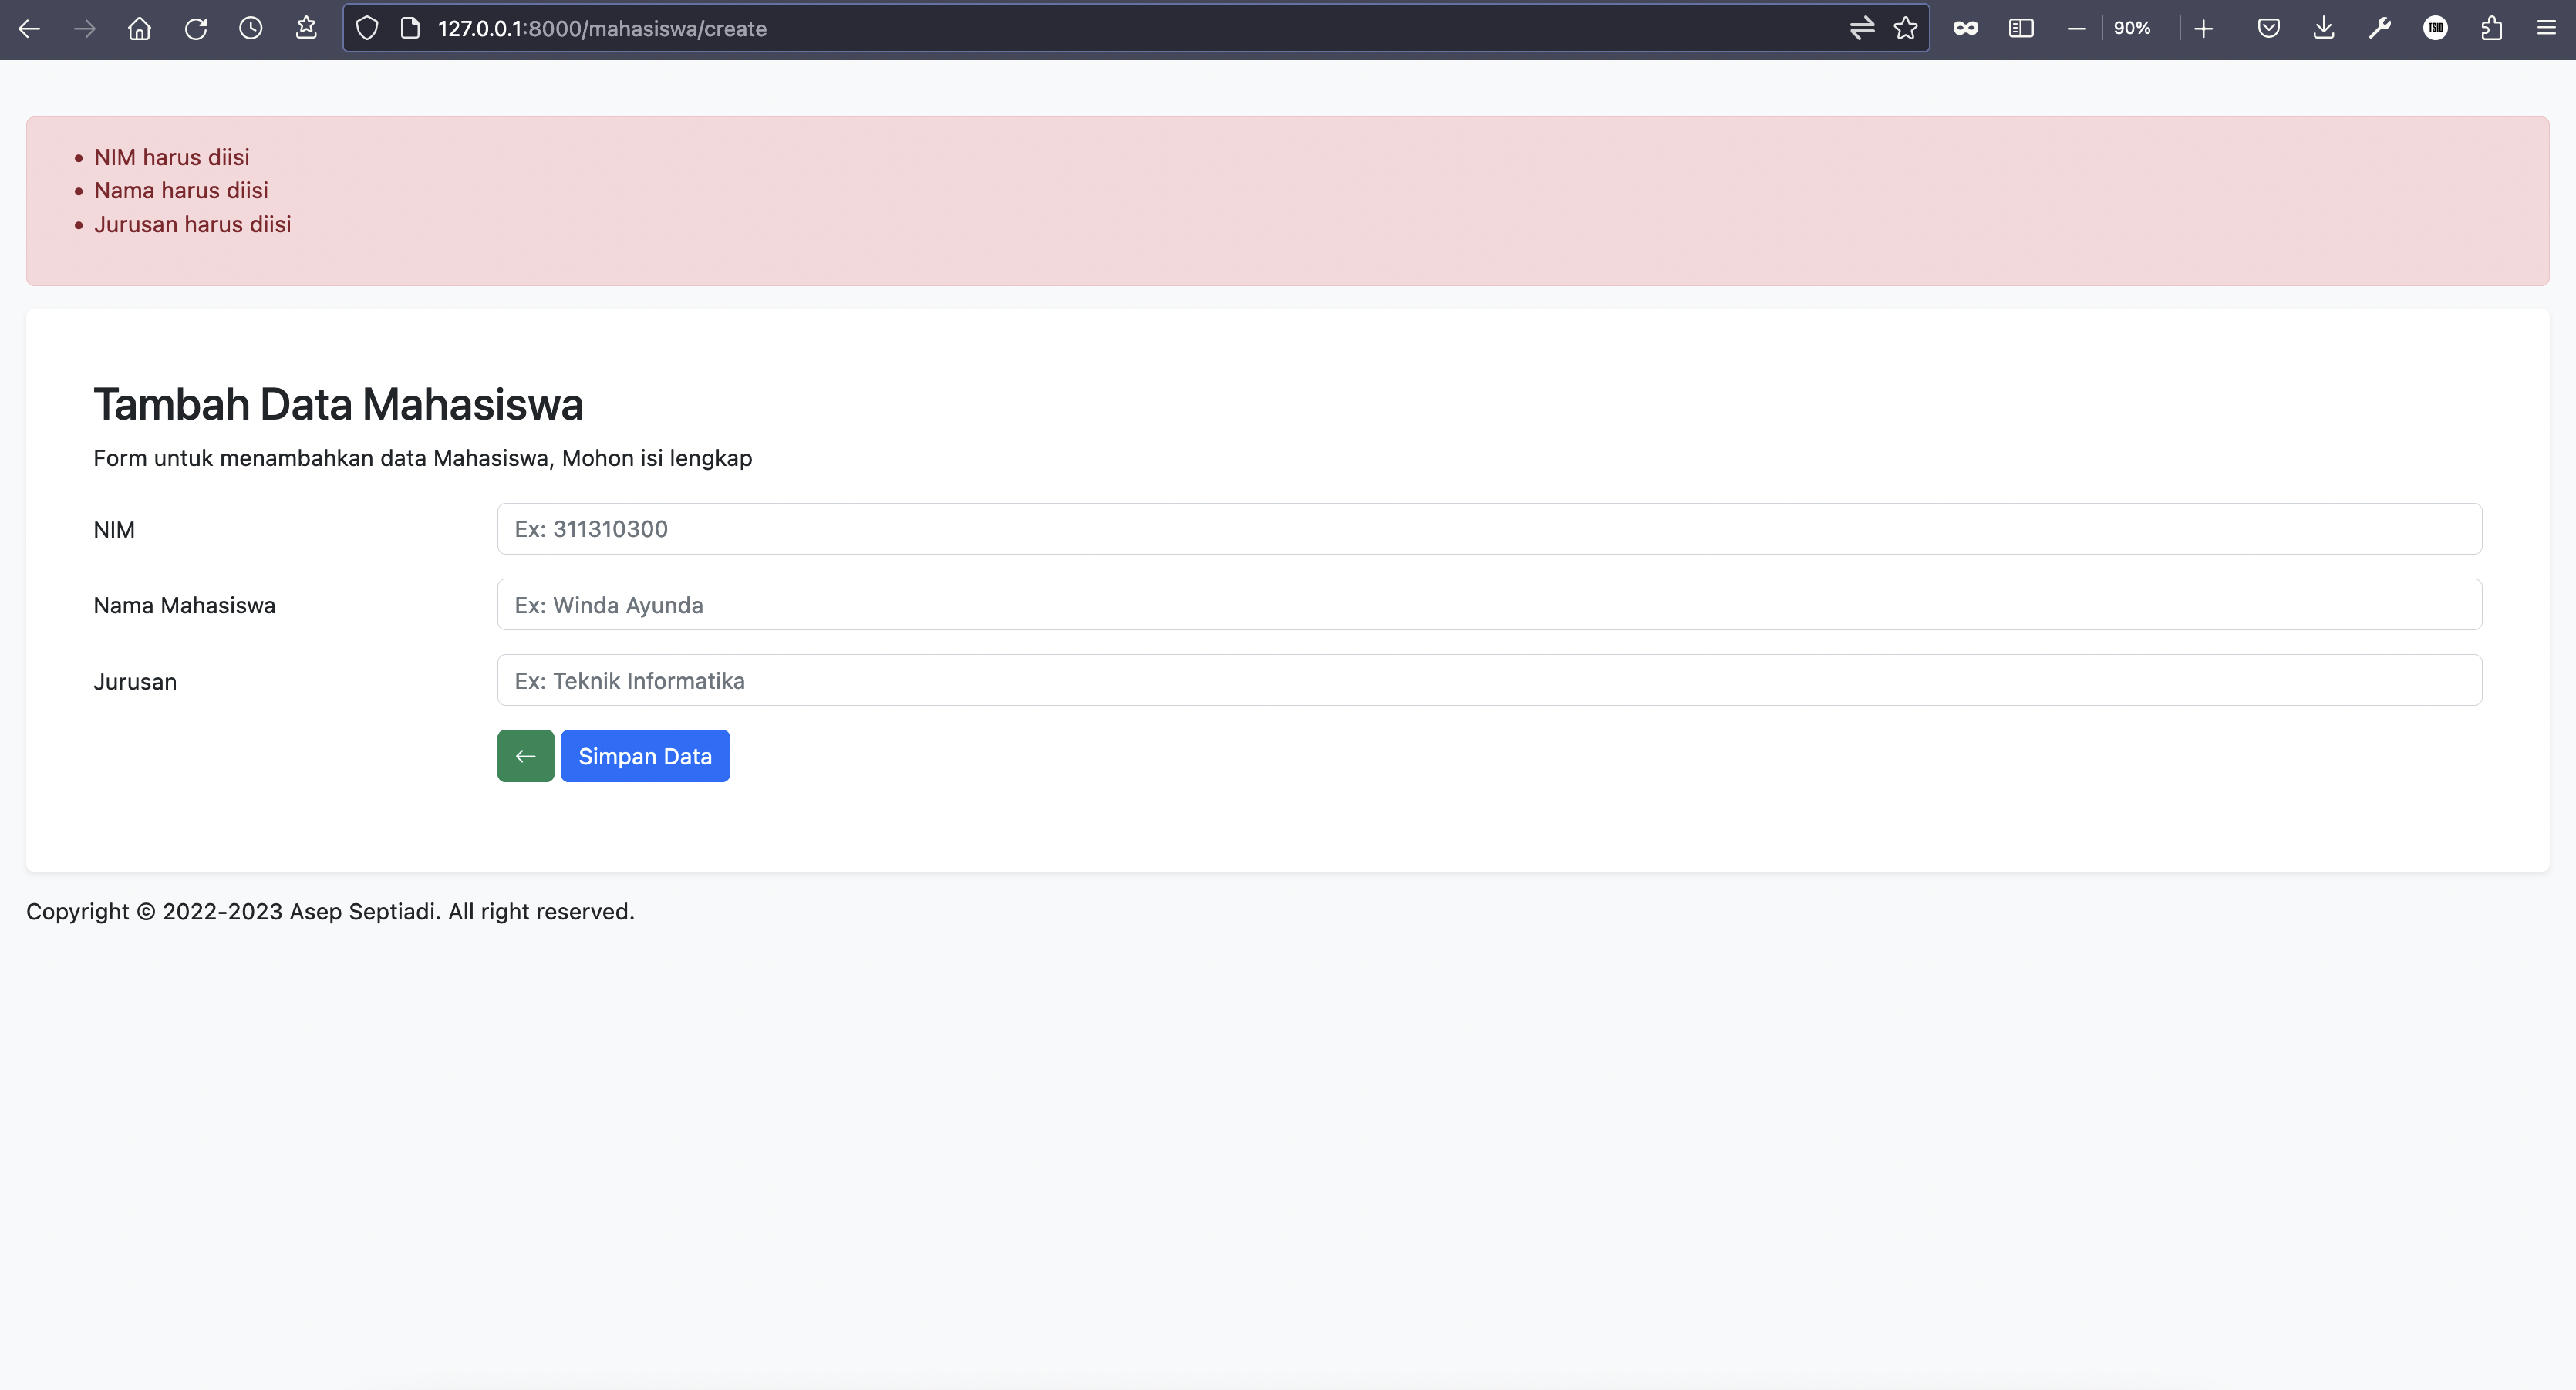 127.0.0.1:8000/mahasiswa/create
90%
TSID
NIM harus diisi
Nama harus diisi
Jurusan harus diisi
Tambah Data Mahasiswa
Form untuk menambahkan data Mahasiswa, Mohon isi lengkap
NIM
Ex: 311310300
Nama Mahasiswa
Ex: Winda Ayunda
Jurusan
Ex: Teknik Informatika
Simpan Data
Copyright © 2022-2023 Asep Septiadi. All right reserved.